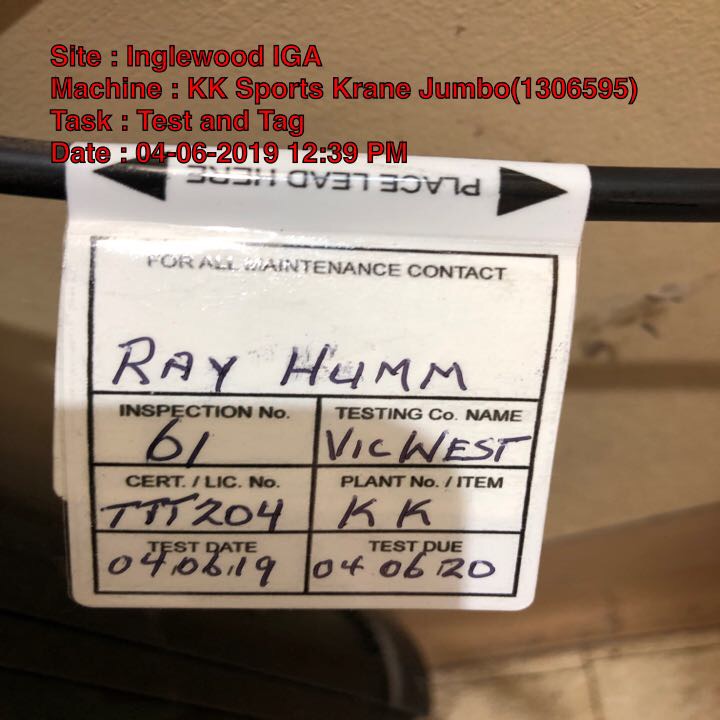 Site : Inglewood IGA
Machine : KK Sports Krane Jumbo(1306595)
Task : Test and Tag
Date : 04-06-2019 12:39 PM
PLACE LEAD HERE
FOR ALL MAINTENANCE CONTACT
RAY HUMM
INSPECTION No. TESTING Co. NAME
61 VICWEST
CERT. / LIC. No. PLANT No. / ITEM
TTT204 KK
TEST DATE TEST DUE
04.06.19 04 06 20